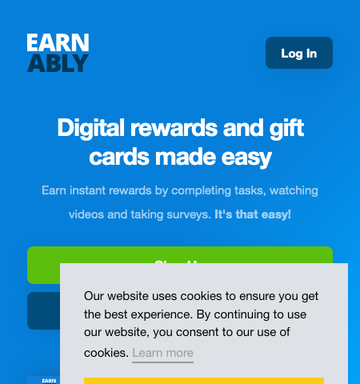 EARN
ABLY
Log In
Digital rewards and gift
cards made easy
Earn instant rewards by completing tasks, watching
videos and taking surveys. It's that easy!
Our website uses cookies to ensure you get
the best experience. By continuing to use
our website, you consent to our use of
cookies. Learn more
EARN